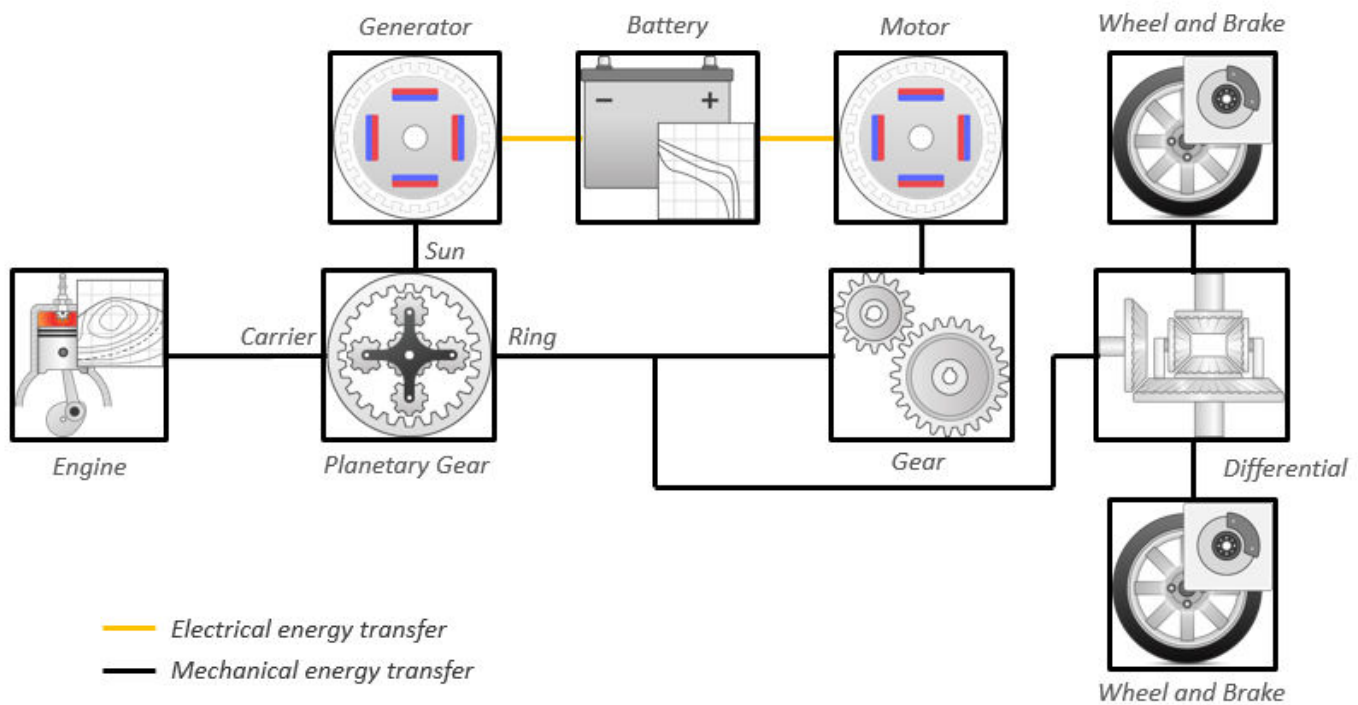 Generator
Battery
Motor
Wheel and Brake
− +
Sun
Carrier
Ring
Engine
Planetary Gear
Gear
Differential
Electrical energy transfer
Mechanical energy transfer
Wheel and Brake